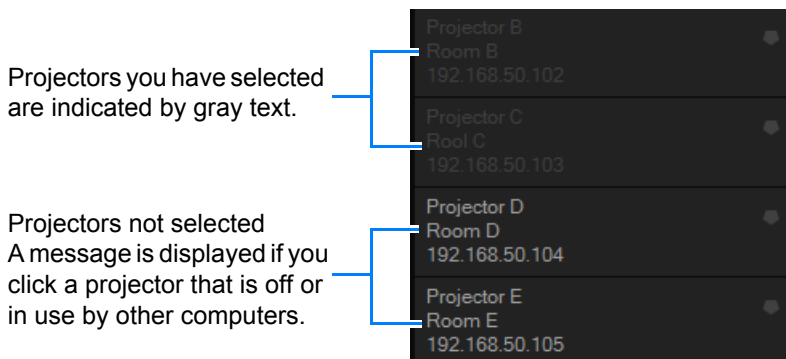 Projectors you have selected
are indicated by gray text.
Projectors not selected
A message is displayed if you
click a projector that is off or
in use by other computers.
Projector B
Room B
192.168.50.102
Projector C
Rool C
192.168.50.103
Projector D
Room D
192.168.50.104
Projector E
Room E
192.168.50.105